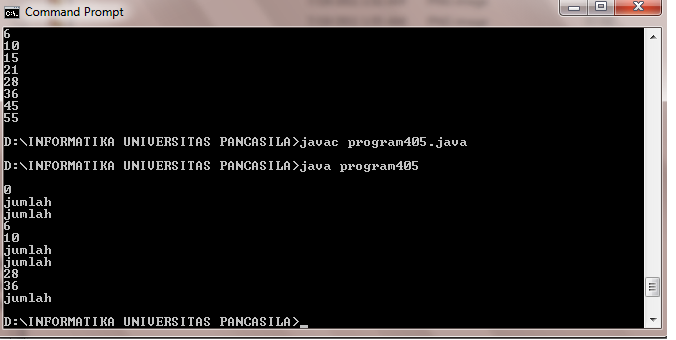 Command Prompt
6
10
15
21
28
36
45
55
D:\INFORMATIKA UNIVERSITAS PANCASILA>javac program405.java
D:\INFORMATIKA UNIVERSITAS PANCASILA>java program405
0
jumlah
jumlah
6
10
jumlah
jumlah
28
36
jumlah
D:\INFORMATIKA UNIVERSITAS PANCASILA>_